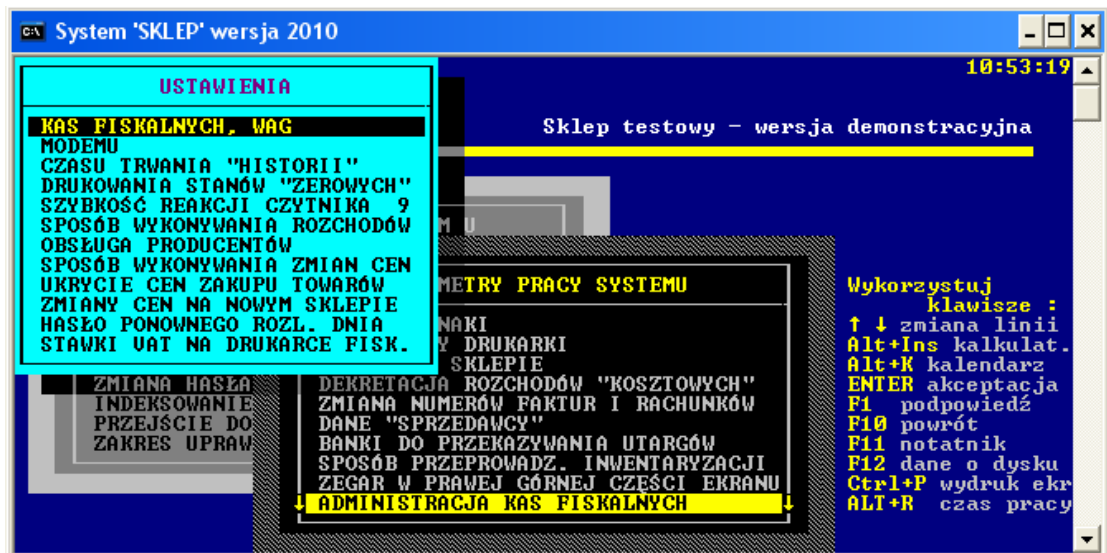 System 'SKLEP' wersja 2010
10:53:19
USTAWIENIA
KAS FISKALNYCH, WAG
MODEMU
CZASU TRWANIA "HISTORII"
DRUKOWANIA STANÓW "ZEROWYCH"
SZYBKOŚĆ REAKCJI CZYTNIKA 9
SPOSÓB WYKONYWANIA ROZCHODÓW
OBSŁUGA PRODUCENTÓW
SPOSÓB WYKONYWANIA ZMIAN CEN
UKRYCIE CEN ZAKUPU TOWARÓW
ZMIANY CEN NA NOWYM SKLEPIE
HASŁO PONOWNEGO ROZL. DNIA
STAWKI VAT NA DRUKARCE FISK.
Sklep testowy - wersja demonstracyjna
M U
ZMIANA HASŁA
INDEKSOWANIE
PRZEJŚCIE DO
ZAKRES UPRAW
METRY PRACY SYSTEMU
NAKI
Y DRUKARKI
SKLEPIE
DEKRETACJA ROZCHODÓW "KOSZTOWYCH"
ZMIANA NUMERÓW FAKTUR I RACHUNKÓW
DANE "SPRZEDAWCY"
BANKI DO PRZEKAZYWANIA UTARGÓW
SPOSÓB PRZEPROWADZ. INWENTARYZACJI
ZEGAR W PRAWEJ GÓRNEJ CZĘŚCI EKRANU
↓ ADMINISTRACJA KAS FISKALNYCH ↓
Wykorzystuj
klawisze :
↑ ↓ zmiana linii
Alt+Ins kalkulat.
Alt+K kalendarz
ENTER akceptacja
F1 podpowiedź
F10 powrót
F11 notatnik
F12 dane o dysku
Ctrl+P wydruk ekr
ALT+R czas pracy